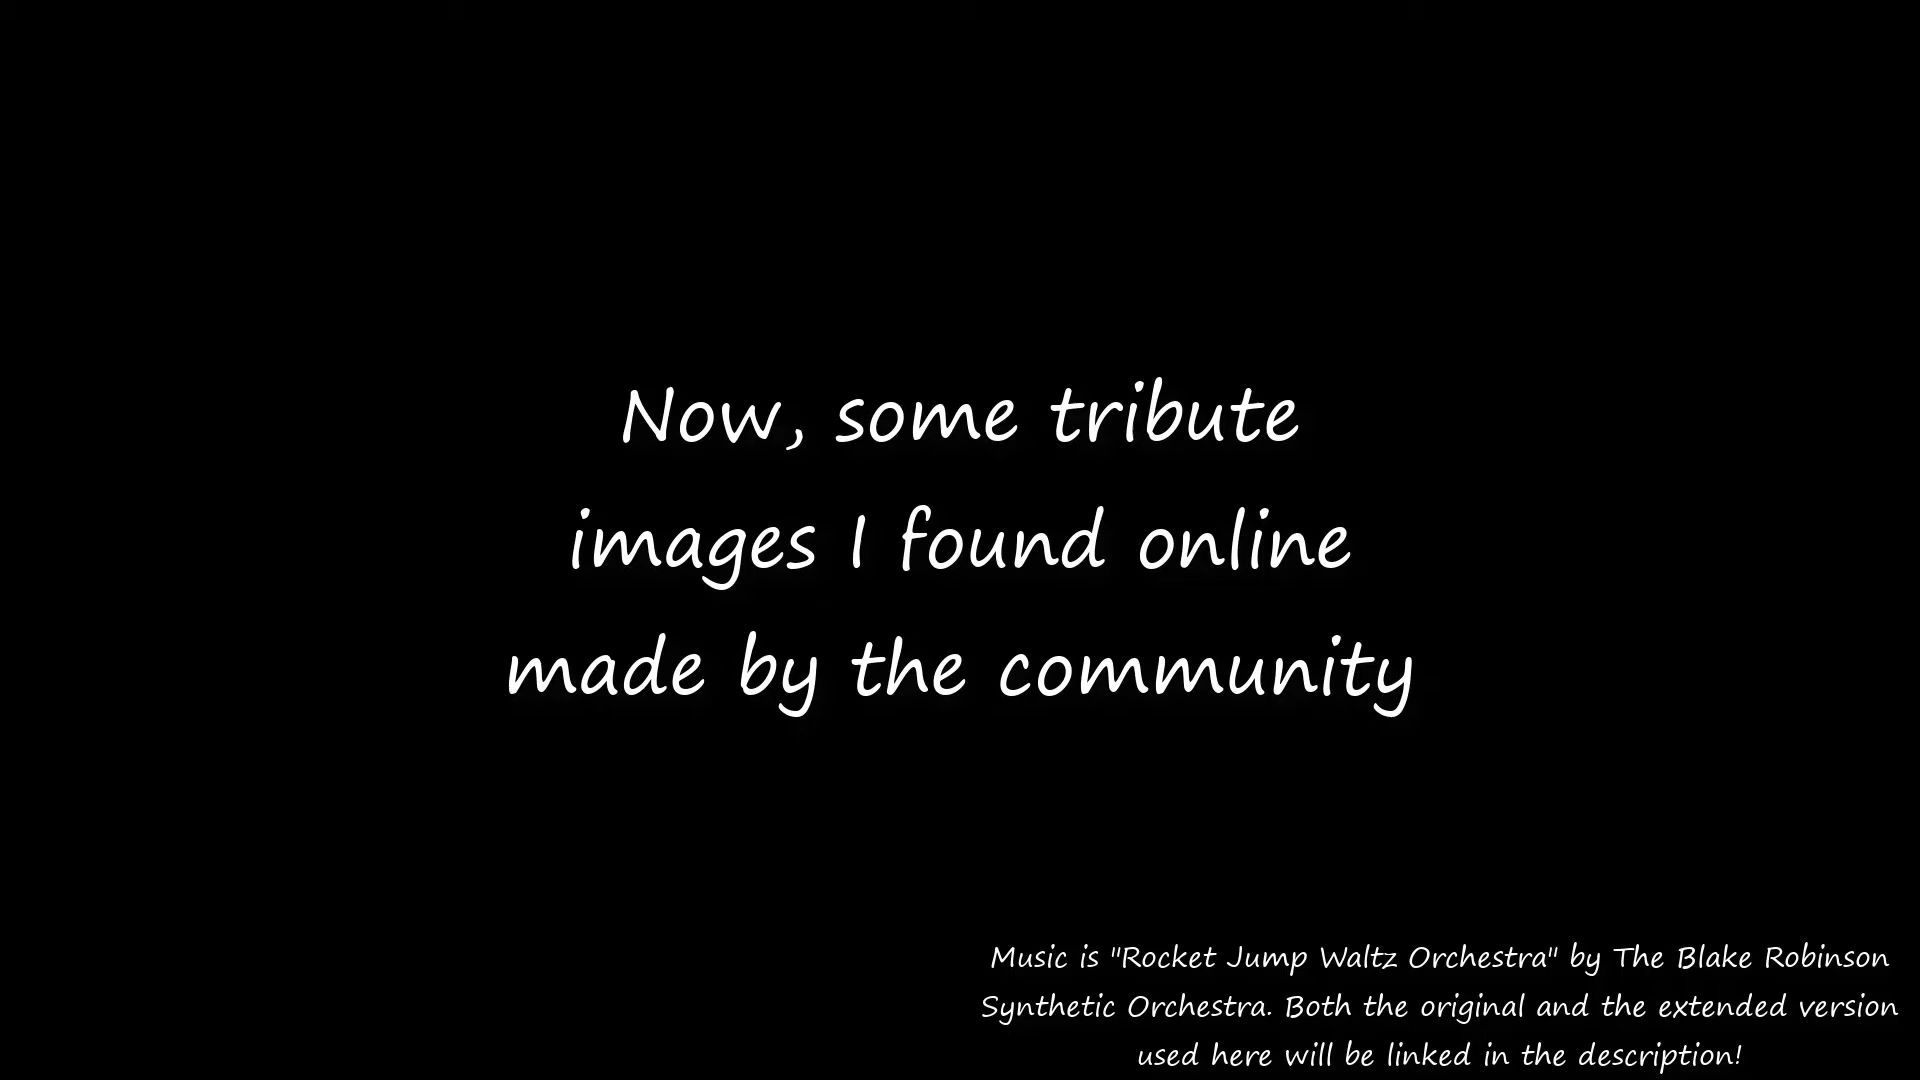 Now, some tribute
images I found online
made by the community
Music is "Rocket Jump Waltz Orchestra" by The Blake Robinson
Synthetic Orchestra. Both the original and the extended version
used here will be linked in the description!